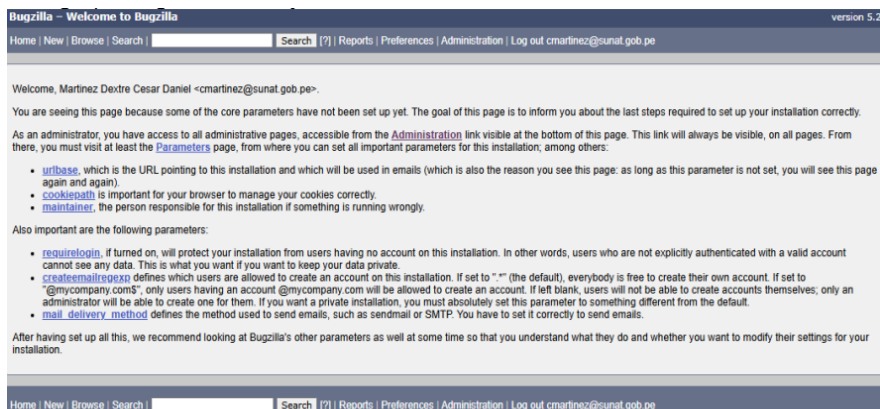 Bugzilla – Welcome to Bugzilla version 5.2
Home | New | Browse | Search | Search [?] | Reports | Preferences | Administration | Log out cmartinez@sunat.gob.pe
Welcome, Martinez Dextre Cesar Daniel <cmartinez@sunat.gob.pe>.
You are seeing this page because some of the core parameters have not been set up yet. The goal of this page is to inform you about the last steps required to set up your installation correctly.
As an administrator, you have access to all administrative pages, accessible from the Administration link visible at the bottom of this page. This link will always be visible, on all pages. From
there, you must visit at least the Parameters page, from where you can set all important parameters for this installation; among others:
• urlbase, which is the URL pointing to this installation and which will be used in emails (which is also the reason you see this page: as long as this parameter is not set, you will see this page
again and again).
• cookiepath is important for your browser to manage your cookies correctly.
• maintainer, the person responsible for this installation if something is running wrongly.
Also important are the following parameters:
• requirelogin, if turned on, will protect your installation from users having no account on this installation. In other words, users who are not explicitly authenticated with a valid account
cannot see any data. This is what you want if you want to keep your data private.
• createemailregexp defines which users are allowed to create an account on this installation. If set to ".*" (the default), everybody is free to create their own account. If set to
"@mycompany.com$", only users having an account @mycompany.com will be allowed to create an account. If left blank, users will not be able to create accounts themselves; only an
administrator will be able to create one for them. If you want a private installation, you must absolutely set this parameter to something different from the default.
• mail_delivery_method defines the method used to send emails, such as sendmail or SMTP. You have to set it correctly to send emails.
After having set up all this, we recommend looking at Bugzilla's other parameters as well at some time so that you understand what they do and whether you want to modify their settings for your
installation.
Home | New | Browse | Search | Search [?] | Reports | Preferences | Administration | Log out cmartinez@sunat.gob.pe